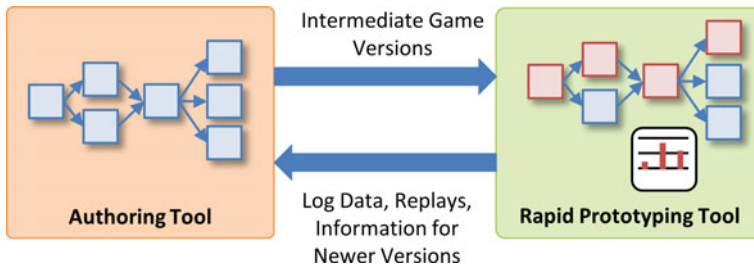 Intermediate Game
Versions
Authoring Tool
Log Data, Replays,
Information for
Newer Versions
Rapid Prototyping Tool